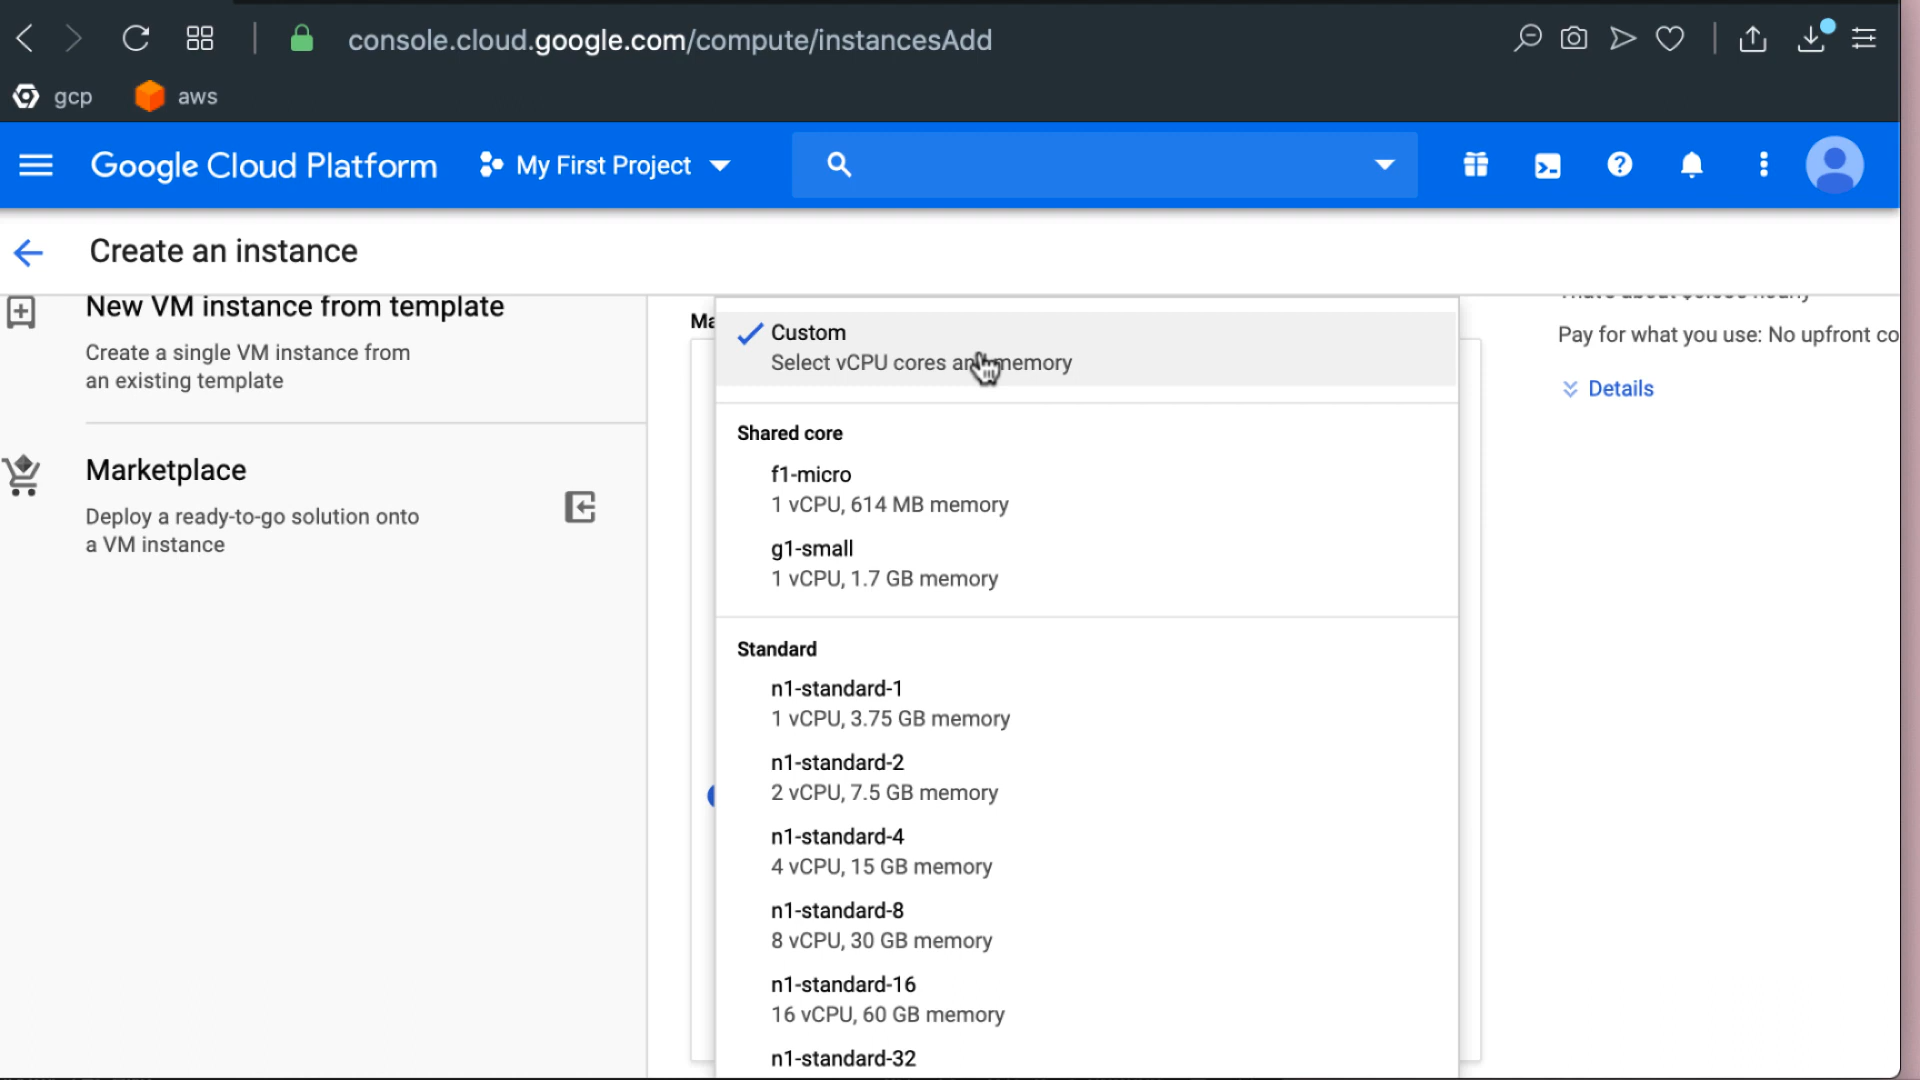 console.cloud.google.com/compute/instancesAdd
gcp
aws
Google Cloud Platform
My First Project
Create an instance
New VM instance from template
Create a single VM instance from
an existing template
Marketplace
Deploy a ready-to-go solution onto
a VM instance
Ma
Custom
Select vCPU cores and memory
Shared core
f1-micro
1 vCPU, 614 MB memory
g1-small
1 vCPU, 1.7 GB memory
Standard
n1-standard-1
1 vCPU, 3.75 GB memory
n1-standard-2
2 vCPU, 7.5 GB memory
n1-standard-4
4 vCPU, 15 GB memory
n1-standard-8
8 vCPU, 30 GB memory
n1-standard-16
16 vCPU, 60 GB memory
n1-standard-32
Pay for what you use: No upfront co
Details